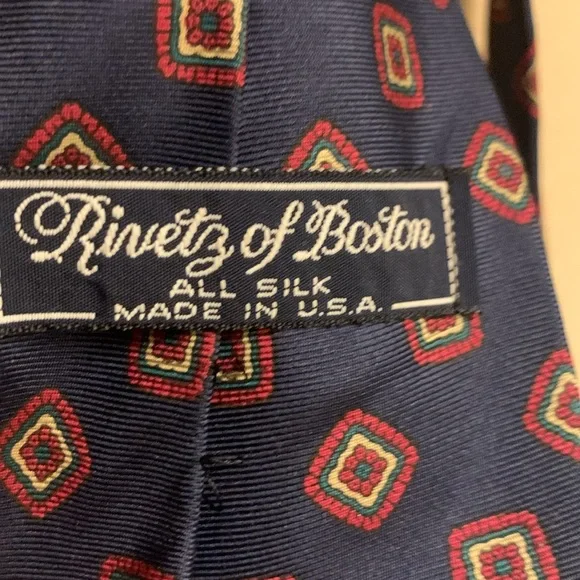 Rivetz of Boston
ALL SILK
MADE IN U.S.A.